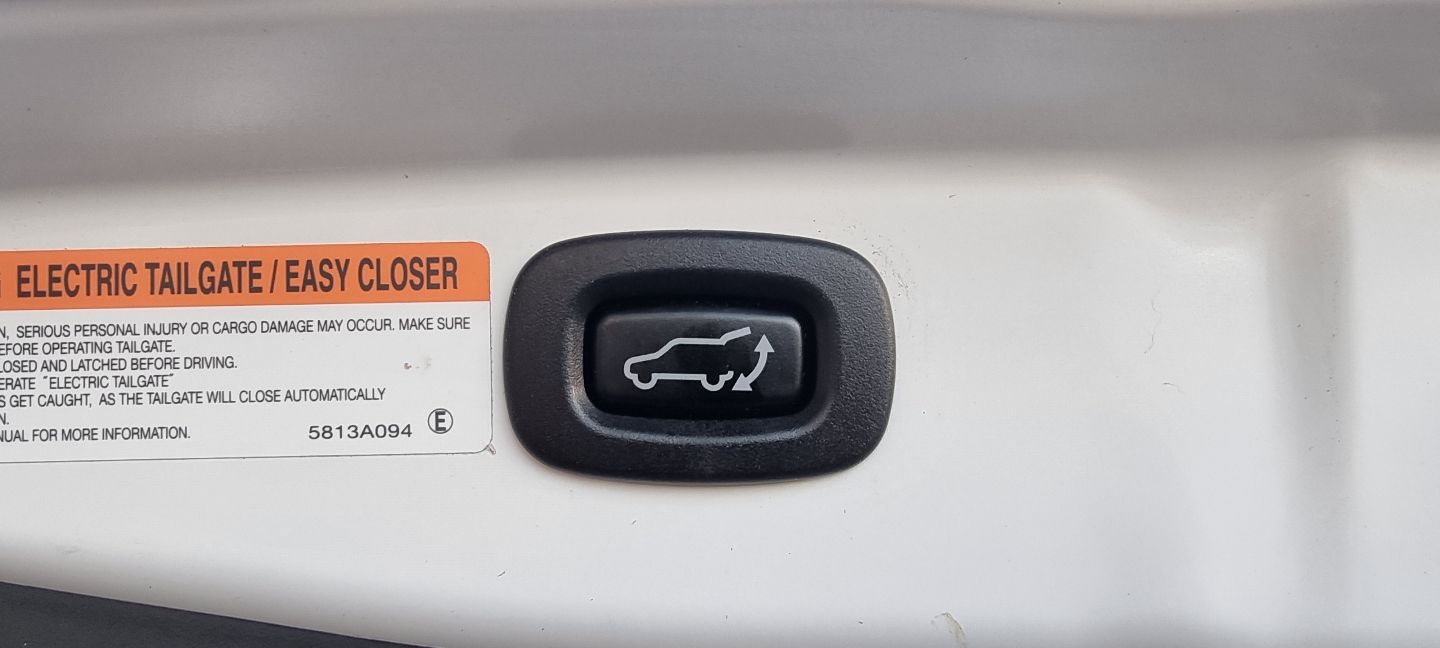 ELECTRIC TAILGATE / EASY CLOSER
SERIOUS PERSONAL INJURY OR CARGO DAMAGE MAY OCCUR. MAKE SURE
EFORE OPERATING TAILGATE.
LOSED AND LATCHED BEFORE DRIVING.
ERATE "ELECTRIC TAILGATE"
S GET CAUGHT, AS THE TAILGATE WILL CLOSE AUTOMATICALLY
N.
NUAL FOR MORE INFORMATION.
5813A094 Ⓔ